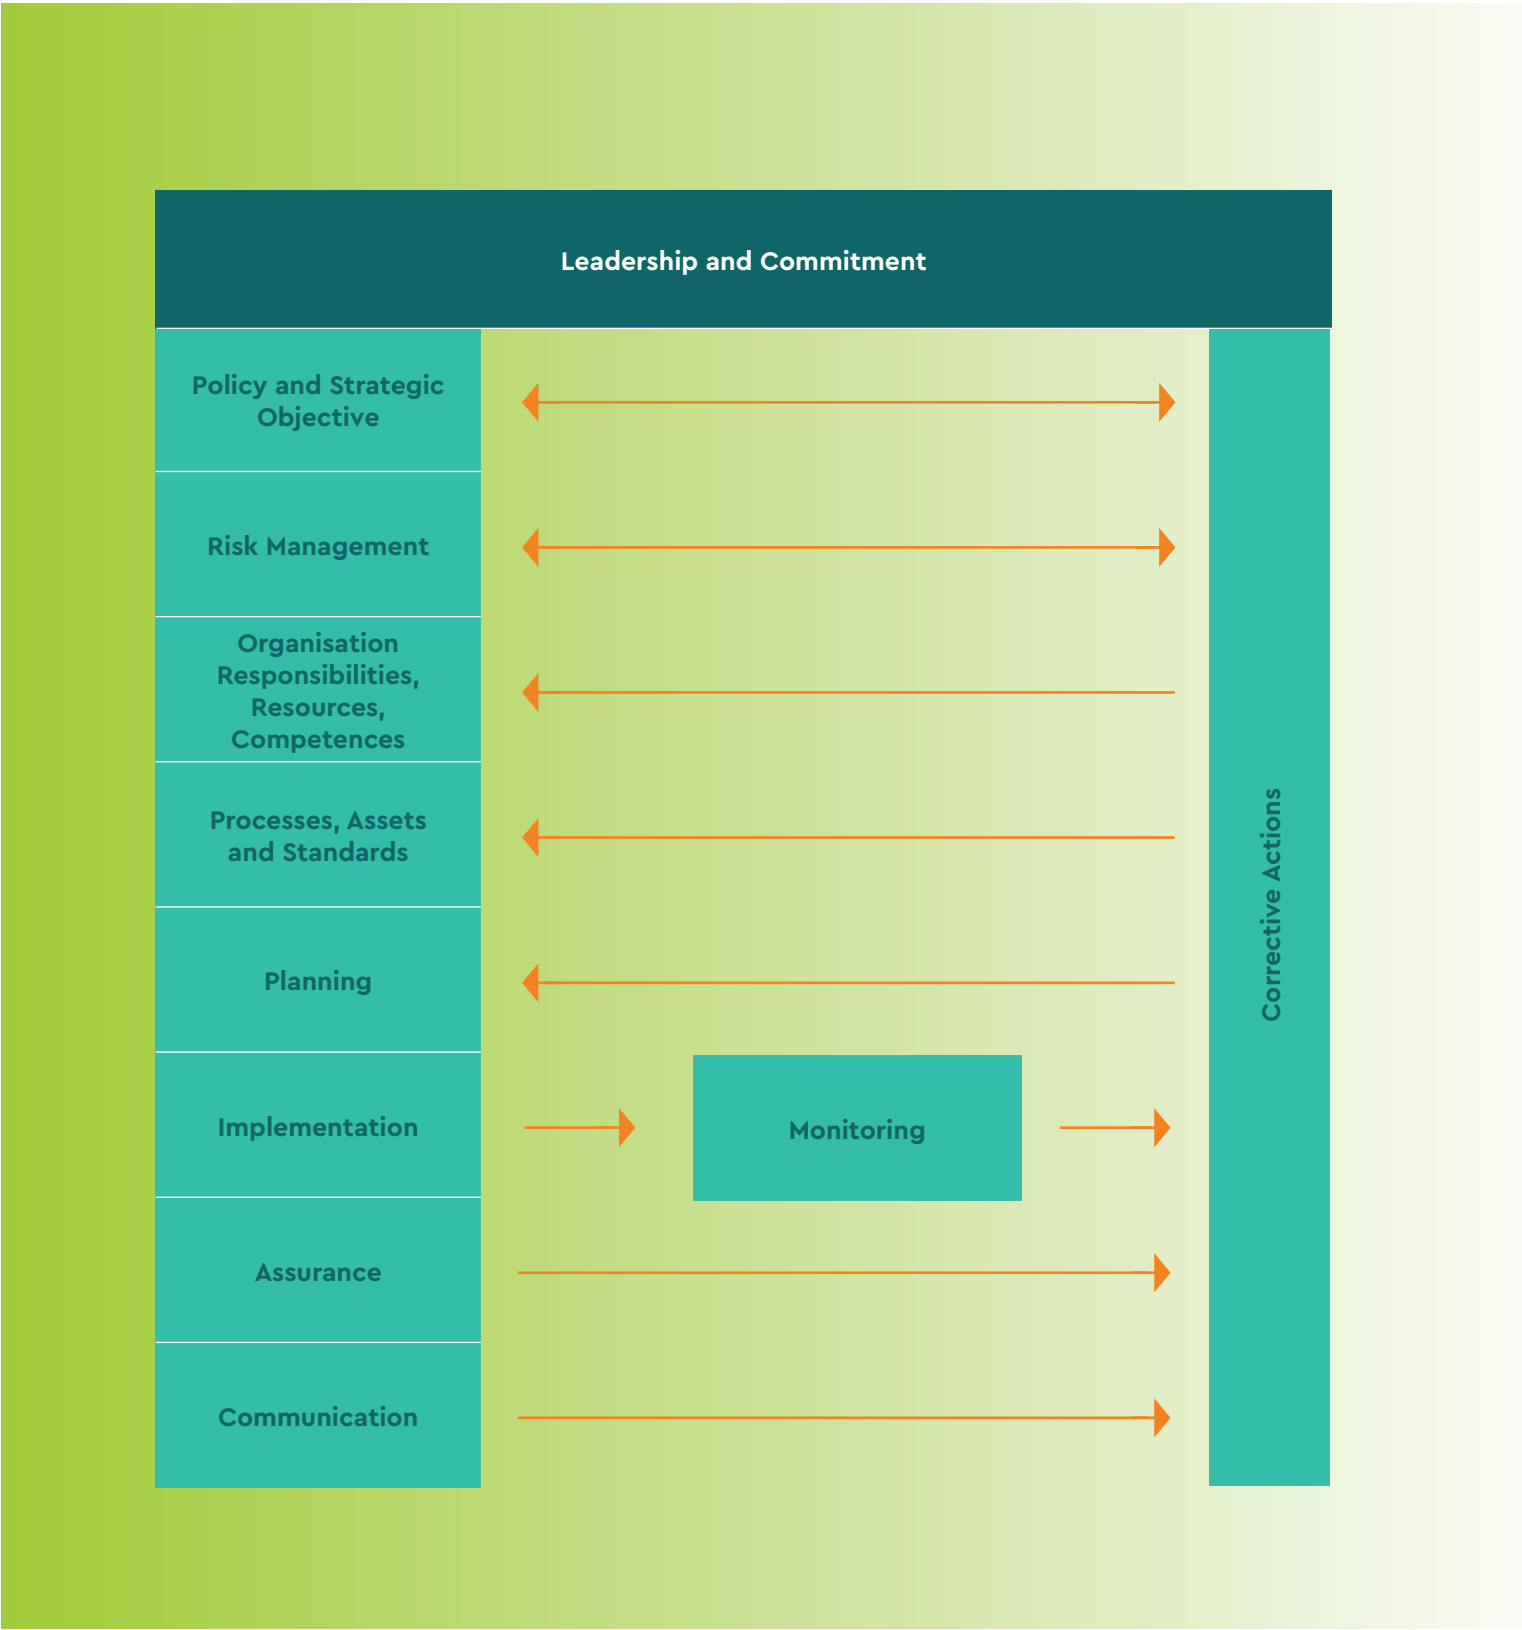 Leadership and Commitment
Policy and Strategic
Objective
Risk Management
Organisation
Responsibilities,
Resources,
Competences
Processes, Assets
and Standards
Planning
Implementation
Monitoring
Assurance
Communication
Corrective Actions